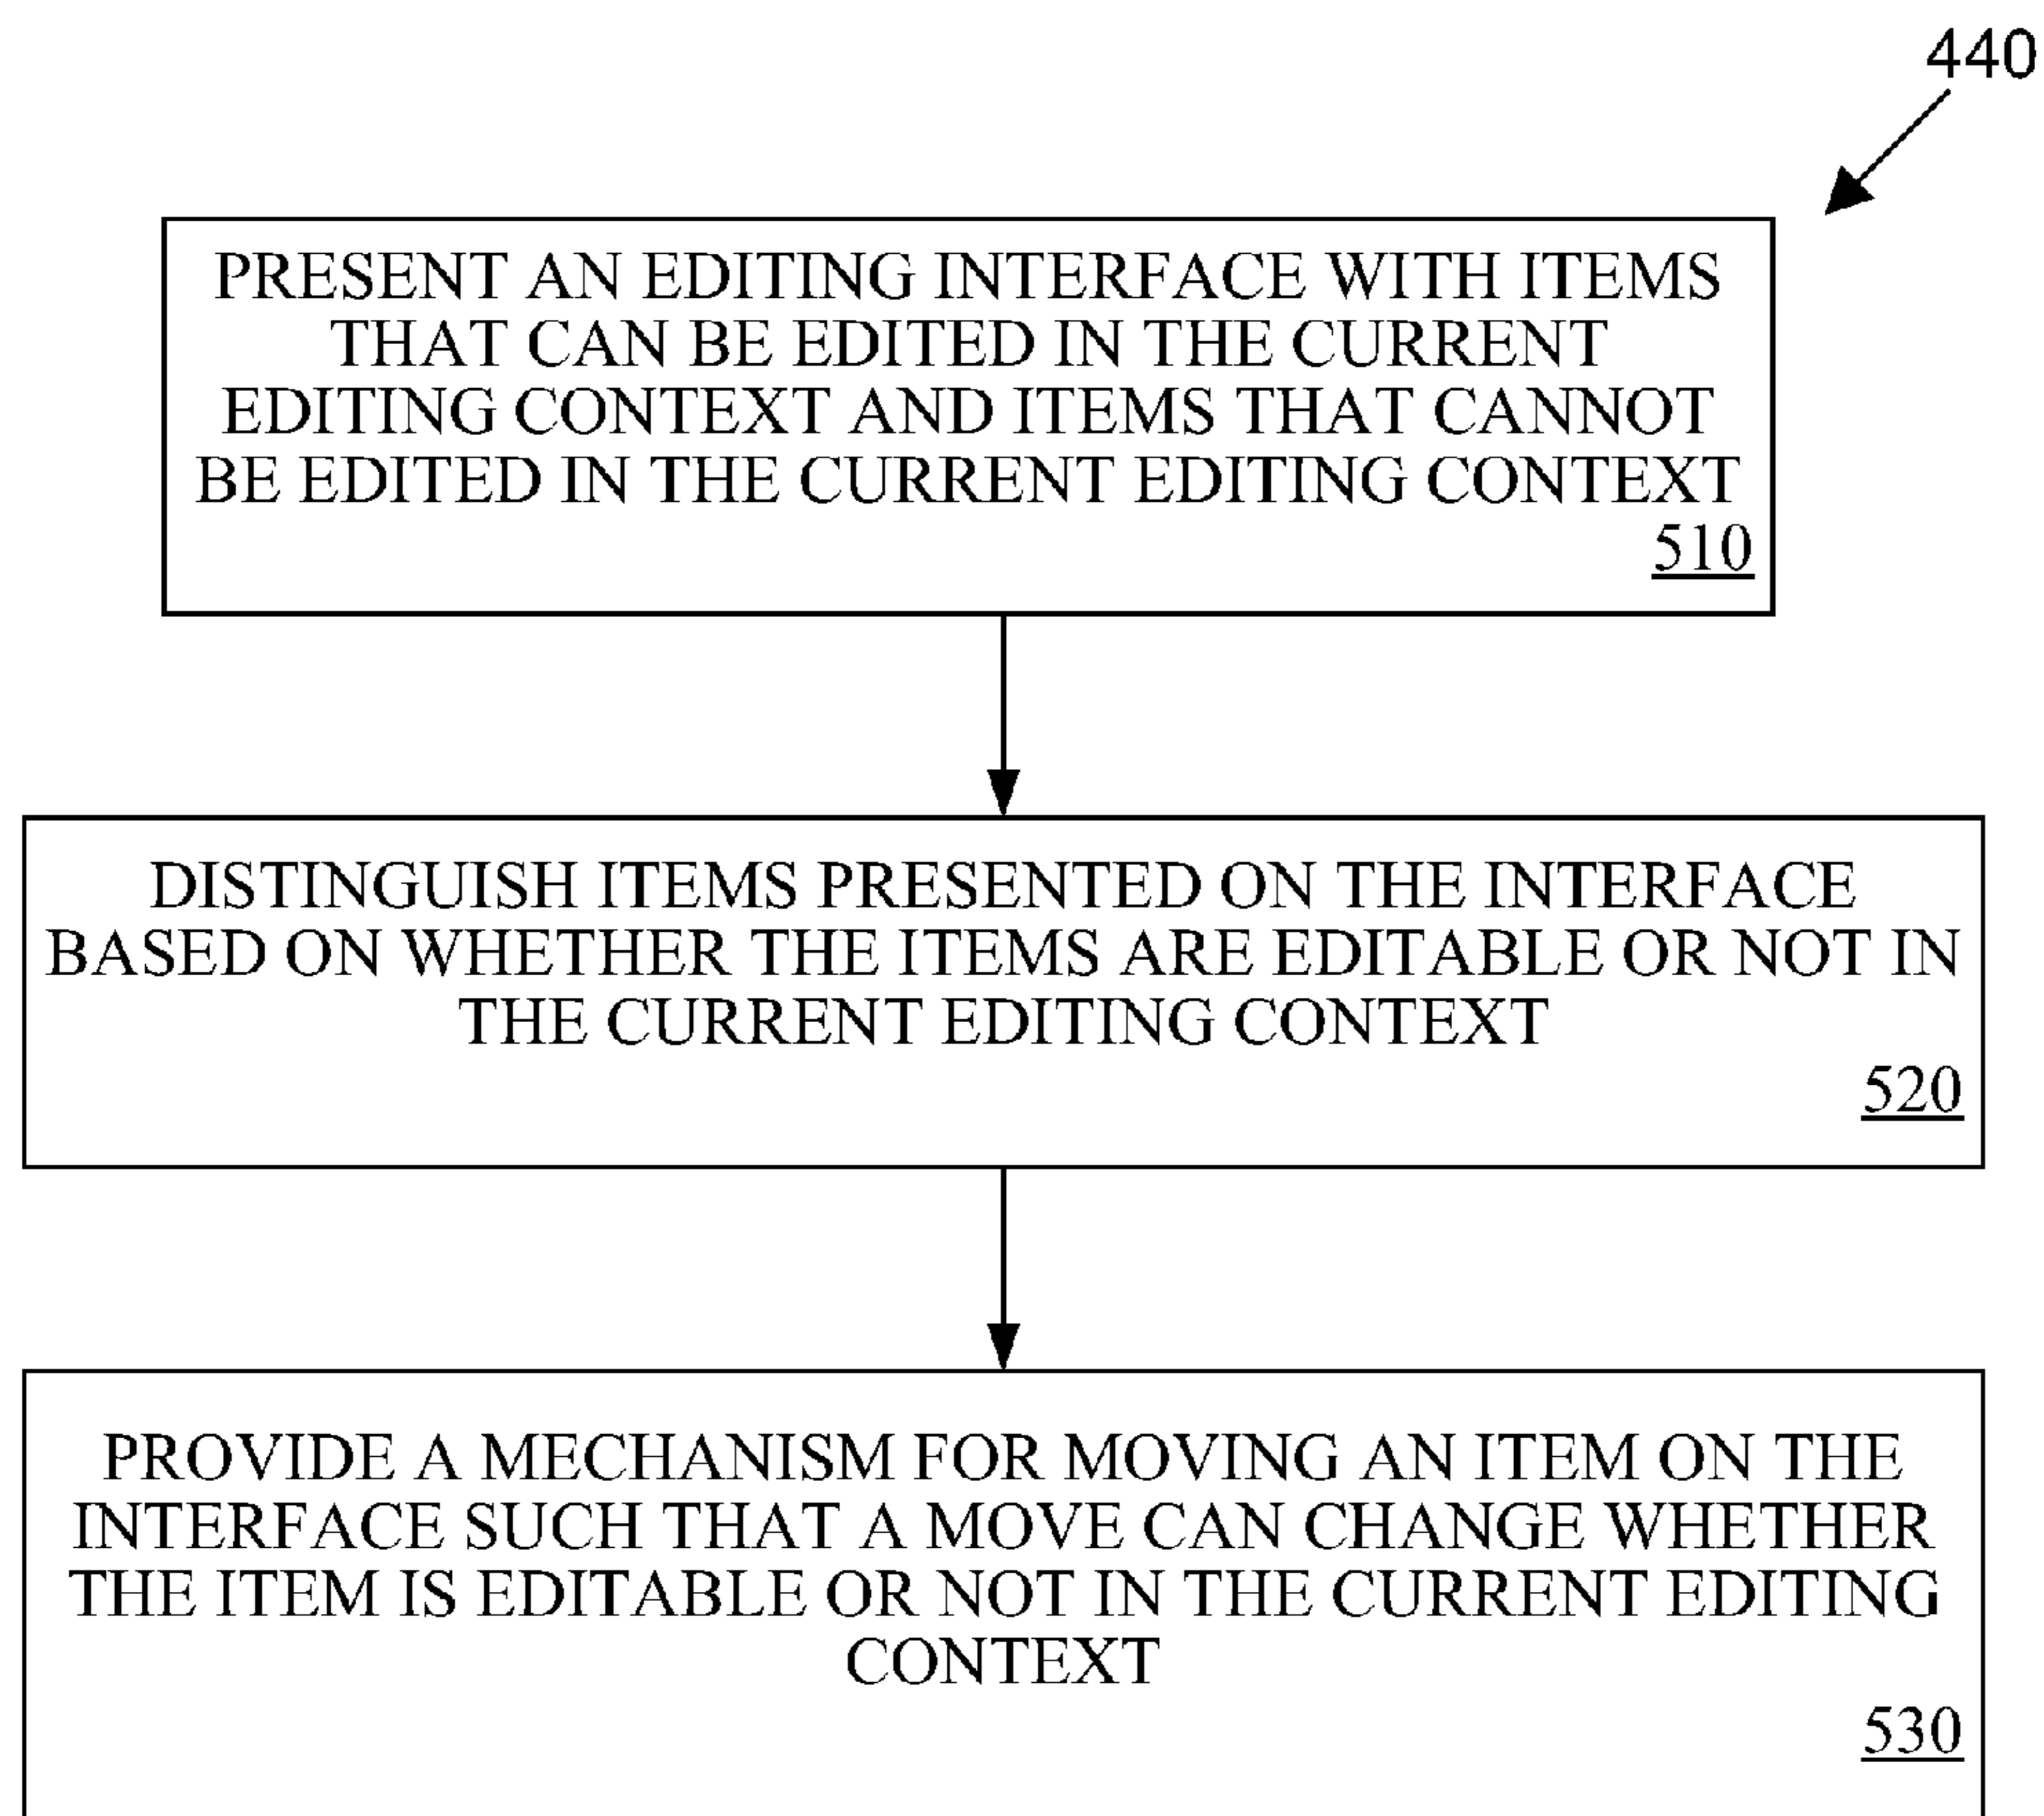 440
PRESENT AN EDITING INTERFACE WITH ITEMS
THAT CAN BE EDITED IN THE CURRENT
EDITING CONTEXT AND ITEMS THAT CANNOT
BE EDITED IN THE CURRENT EDITING CONTEXT
510
DISTINGUISH ITEMS PRESENTED ON THE INTERFACE
BASED ON WHETHER THE ITEMS ARE EDITABLE OR NOT IN
THE CURRENT EDITING CONTEXT
520
PROVIDE A MECHANISM FOR MOVING AN ITEM ON THE
INTERFACE SUCH THAT A MOVE CAN CHANGE WHETHER
THE ITEM IS EDITABLE OR NOT IN THE CURRENT EDITING
CONTEXT
530